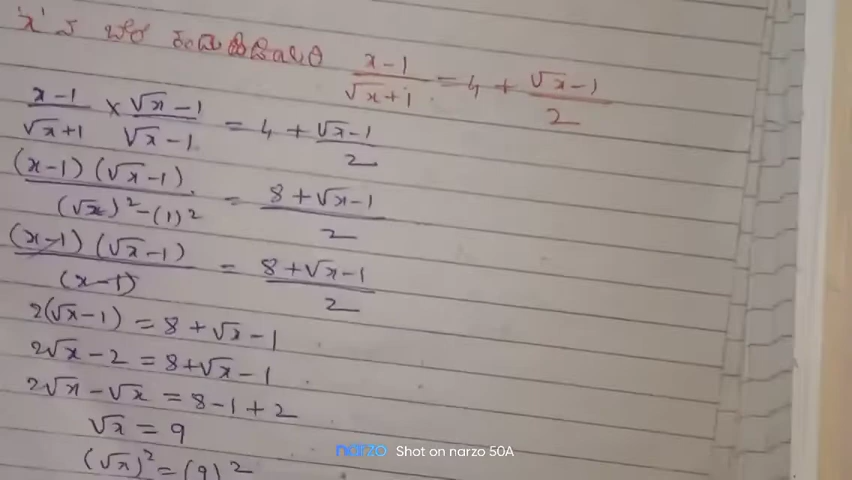 'x' ನ ಬೆಲೆ ಕಂಡುಹಿಡಿಯಿರಿ (x-1)/(√x+1) = 4 + (√x-1)/2
(x-1)/(√x+1) × (√x-1)/(√x-1) = 4 + (√x-1)/2
(x-1)(√x-1)/((√x)²-(1)²) = (8+√x-1)/2
(x-1)(√x-1)/(x-1) = (8+√x-1)/2
2(√x-1) = 8+√x-1
2√x-2 = 8+√x-1
2√x-√x = 8-1+2
√x = 9
(√x)² = (9)²
narzo Shot on narzo 50A